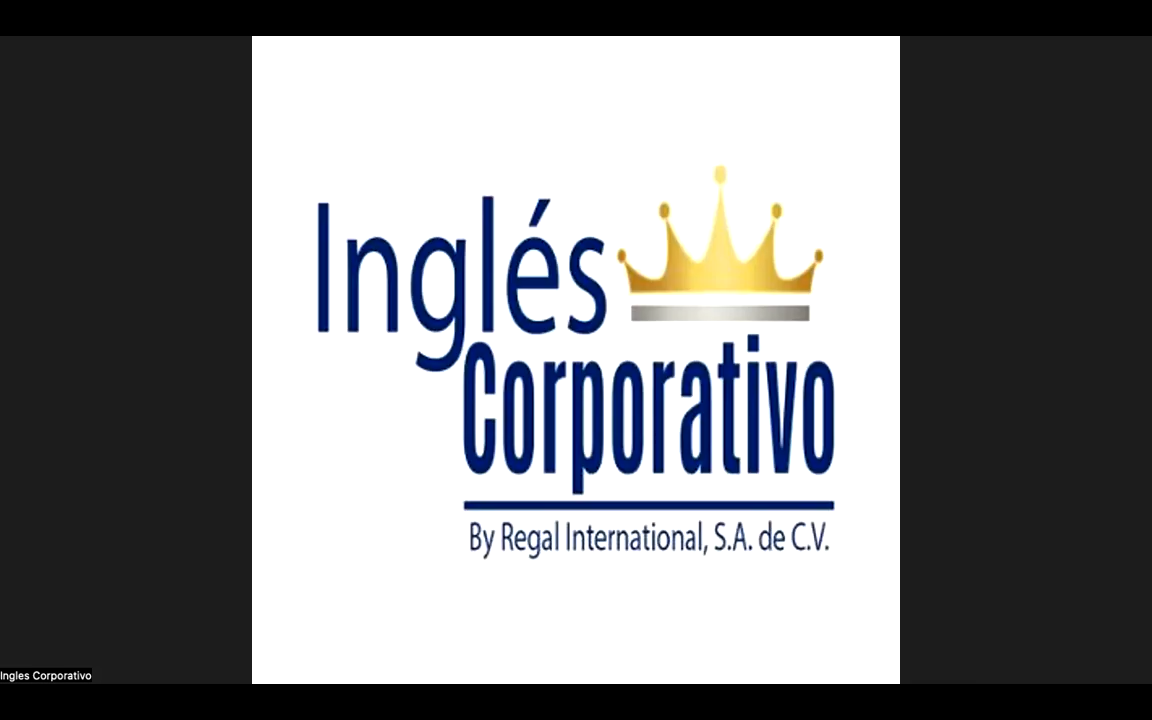 Inglés
Corporativo
By Regal International, S.A. de C.V.
Ingles Corporativo